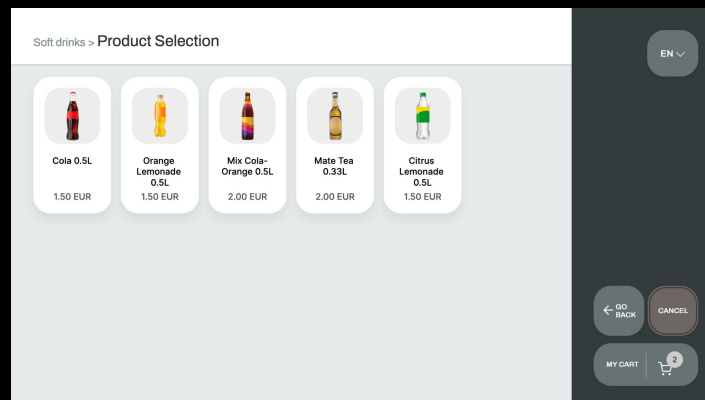 Soft drinks > Product Selection
EN
Cola 0.5L
1.50 EUR
Orange
Lemonade
0.5L
1.50 EUR
Mix Cola-
Orange 0.5L
2.00 EUR
Mate Tea
0.33L
2.00 EUR
Citrus
Lemonade
0.5L
1.50 EUR
GO
BACK
CANCEL
MY CART
2